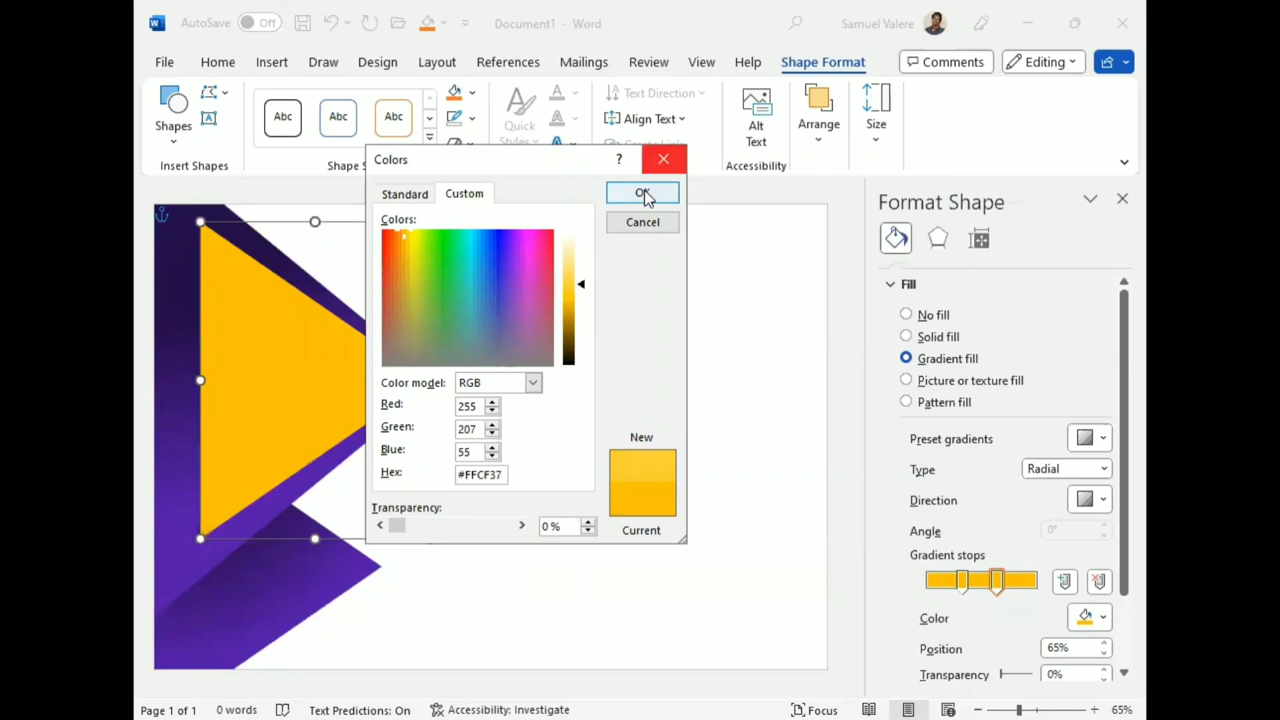 AutoSave Off Document1 - Word Samuel Valere
File Home Insert Draw Design Layout References Mailings Review View Help Shape Format Comments Editing
Shapes
Insert Shapes
Abc Abc Abc
Quick
Text Direction
Align Text
Alt
Text
Accessibility
Arrange
Size
Colors
?
Standard Custom
Colors:
Color model: RGB
Red: 255
Green: 207
Blue: 55
Hex: #FFCF37
Transparency:
0 %
OK
Cancel
New
Current
Format Shape
Fill
No fill
Solid fill
Gradient fill
Picture or texture fill
Pattern fill
Preset gradients
Type Radial
Direction
Angle 0°
Gradient stops
Color
Position 65%
Transparency 0%
Page 1 of 1 0 words Text Predictions: On Accessibility: Investigate Focus 65%